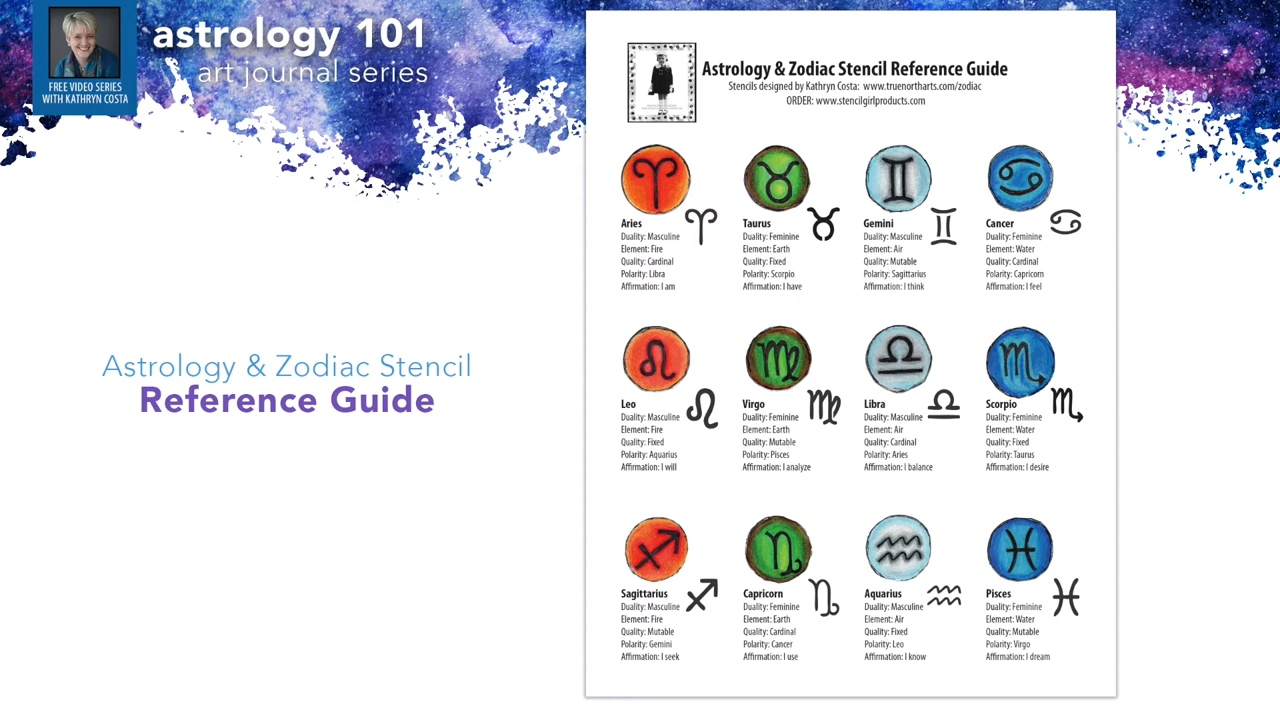 astrology 101
art journal series
FREE VIDEO SERIES
WITH KATHRYN COSTA
Astrology & Zodiac Stencil
Reference Guide
Astrology & Zodiac Stencil Reference Guide
Stencils designed by Kathryn Costa: www.truenortharts.com/zodiac
ORDER: www.stencilgirlproducts.com
Aries
Duality: Masculine
Element: Fire
Quality: Cardinal
Polarity: Libra
Affirmation: I am
Taurus
Duality: Feminine
Element: Earth
Quality: Fixed
Polarity: Scorpio
Affirmation: I have
Gemini
Duality: Masculine
Element: Air
Quality: Mutable
Polarity: Sagittarius
Affirmation: I think
Cancer
Duality: Feminine
Element: Water
Quality: Cardinal
Polarity: Capricorn
Affirmation: I feel
Leo
Duality: Masculine
Element: Fire
Quality: Fixed
Polarity: Aquarius
Affirmation: I will
Virgo
Duality: Feminine
Element: Earth
Quality: Mutable
Polarity: Pisces
Affirmation: I analyze
Libra
Duality: Masculine
Element: Air
Quality: Cardinal
Polarity: Aries
Affirmation: I balance
Scorpio
Duality: Feminine
Element: Water
Quality: Fixed
Polarity: Taurus
Affirmation: I desire
Sagittarius
Duality: Masculine
Element: Fire
Quality: Mutable
Polarity: Gemini
Affirmation: I seek
Capricorn
Duality: Feminine
Element: Earth
Quality: Cardinal
Polarity: Cancer
Affirmation: I use
Aquarius
Duality: Masculine
Element: Air
Quality: Fixed
Polarity: Leo
Affirmation: I know
Pisces
Duality: Feminine
Element: Water
Quality: Mutable
Polarity: Virgo
Affirmation: I dream